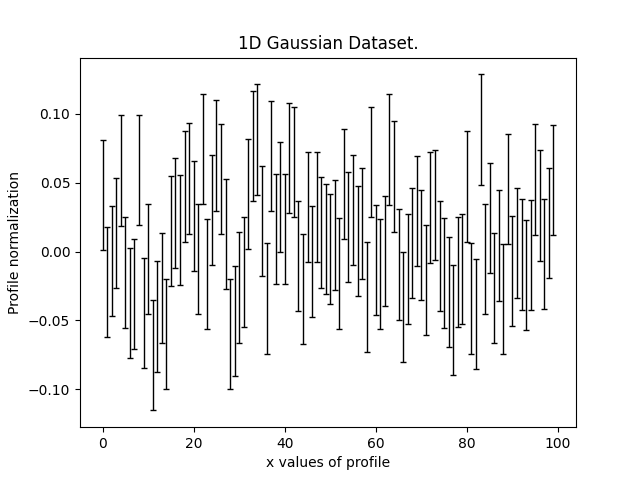 1D Gaussian Dataset.
Profile normalization
0.10
0.05
0.00
−0.05
−0.10
0 20 40 60 80 100
x values of profile